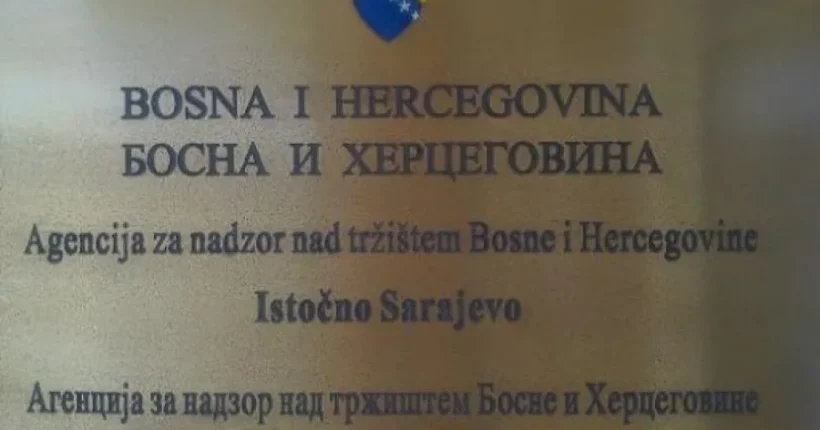 BOSNA I HERCEGOVINA
БОСНА И ХЕРЦЕГОВИНА
Agencija za nadzor nad tržištem Bosne i Hercegovine
Istočno Sarajevo
Агенција за надзор над тржиштем Босне и Херцеговине